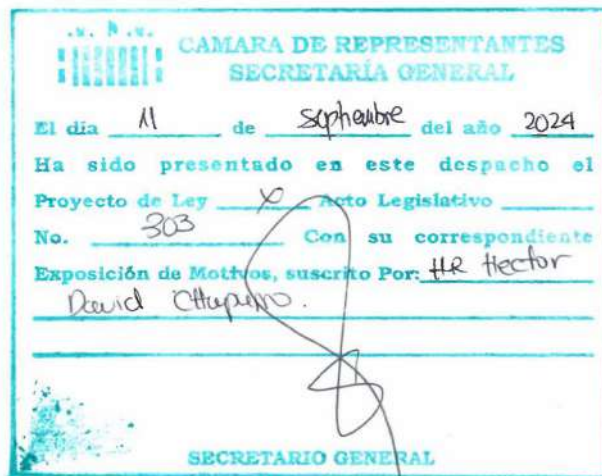 CAMARA DE REPRESENTANTES
SECRETARÍA GENERAL
El día 11 de septiembre del año 2024
Ha sido presentado en este despacho el
Proyecto de Ley X Acto Legislativo
No. 303 Con su correspondiente
Exposición de Motivos, suscrito Por: HR Hector
David
SECRETARIO GENERAL